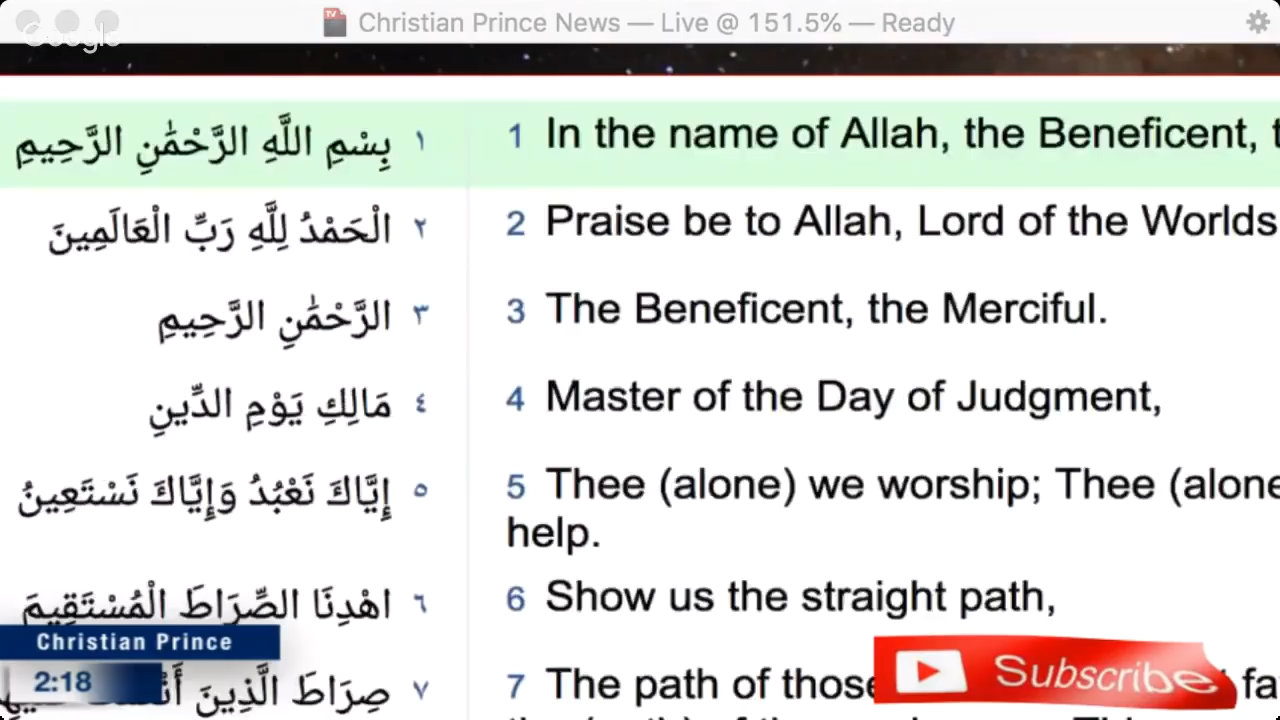 Christian Prince News — Live @ 151.5% — Ready
Google
بِسْمِ اللَّهِ الرَّحْمَٰنِ الرَّحِيمِ ١
1 In the name of Allah, the Beneficent,
الْحَمْدُ لِلَّهِ رَبِّ الْعَالَمِينَ ٢
2 Praise be to Allah, Lord of the Worlds
الرَّحْمَٰنِ الرَّحِيمِ ٣
3 The Beneficent, the Merciful.
مَالِكِ يَوْمِ الدِّينِ ٤
4 Master of the Day of Judgment,
إِيَّاكَ نَعْبُدُ وَإِيَّاكَ نَسْتَعِينُ ٥
5 Thee (alone) we worship; Thee (alone
help.
اهْدِنَا الصِّرَاطَ الْمُسْتَقِيمَ ٦
6 Show us the straight path,
صِرَاطَ الَّذِينَ ٧
7 The path of those
Christian Prince
2:18
Subscribe